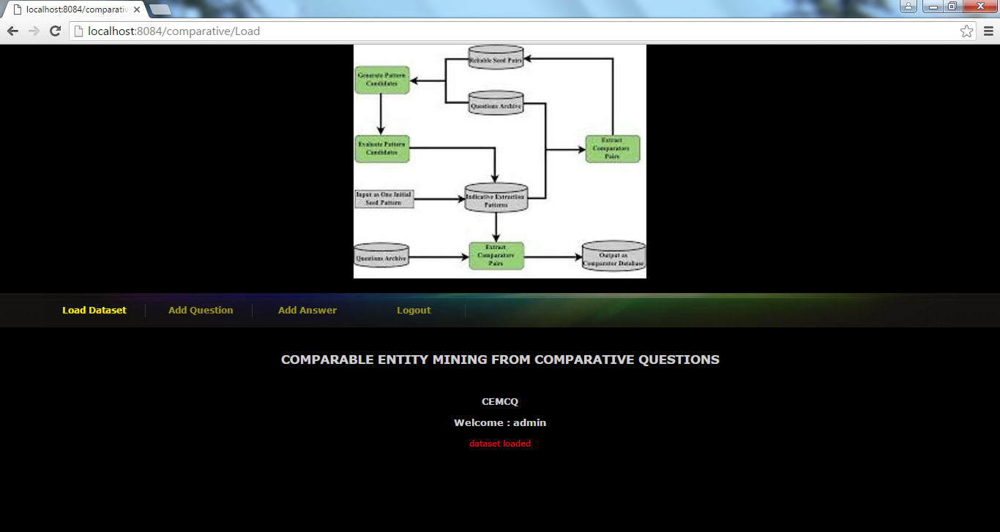 localhost:8084/comparativ
localhost:8084/comparative/Load
Reliable Seed Pairs
Generate Pattern
Candidates
Questions Archive
Evaluate Pattern
Candidates
Extract
Comparators
Pairs
Input as One Initial
Seed Pattern
Indicative Extraction
Patterns
Questions Archive
Extract
Comparators
Pairs
Output as
Comparator Database
Load Dataset
Add Question
Add Answer
Logout
COMPARABLE ENTITY MINING FROM COMPARATIVE QUESTIONS
CEMCQ
Welcome : admin
dataset loaded